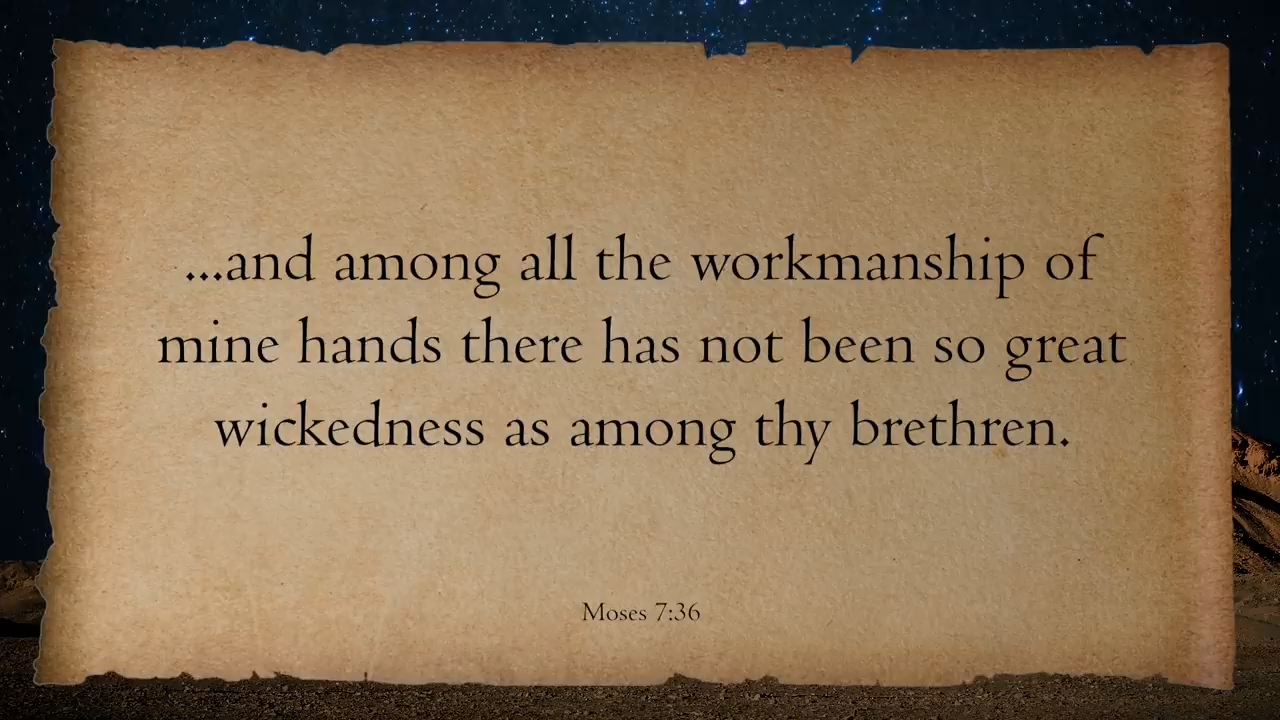 ...and among all the workmanship of
mine hands there has not been so great
wickedness as among thy brethren.
Moses 7:36